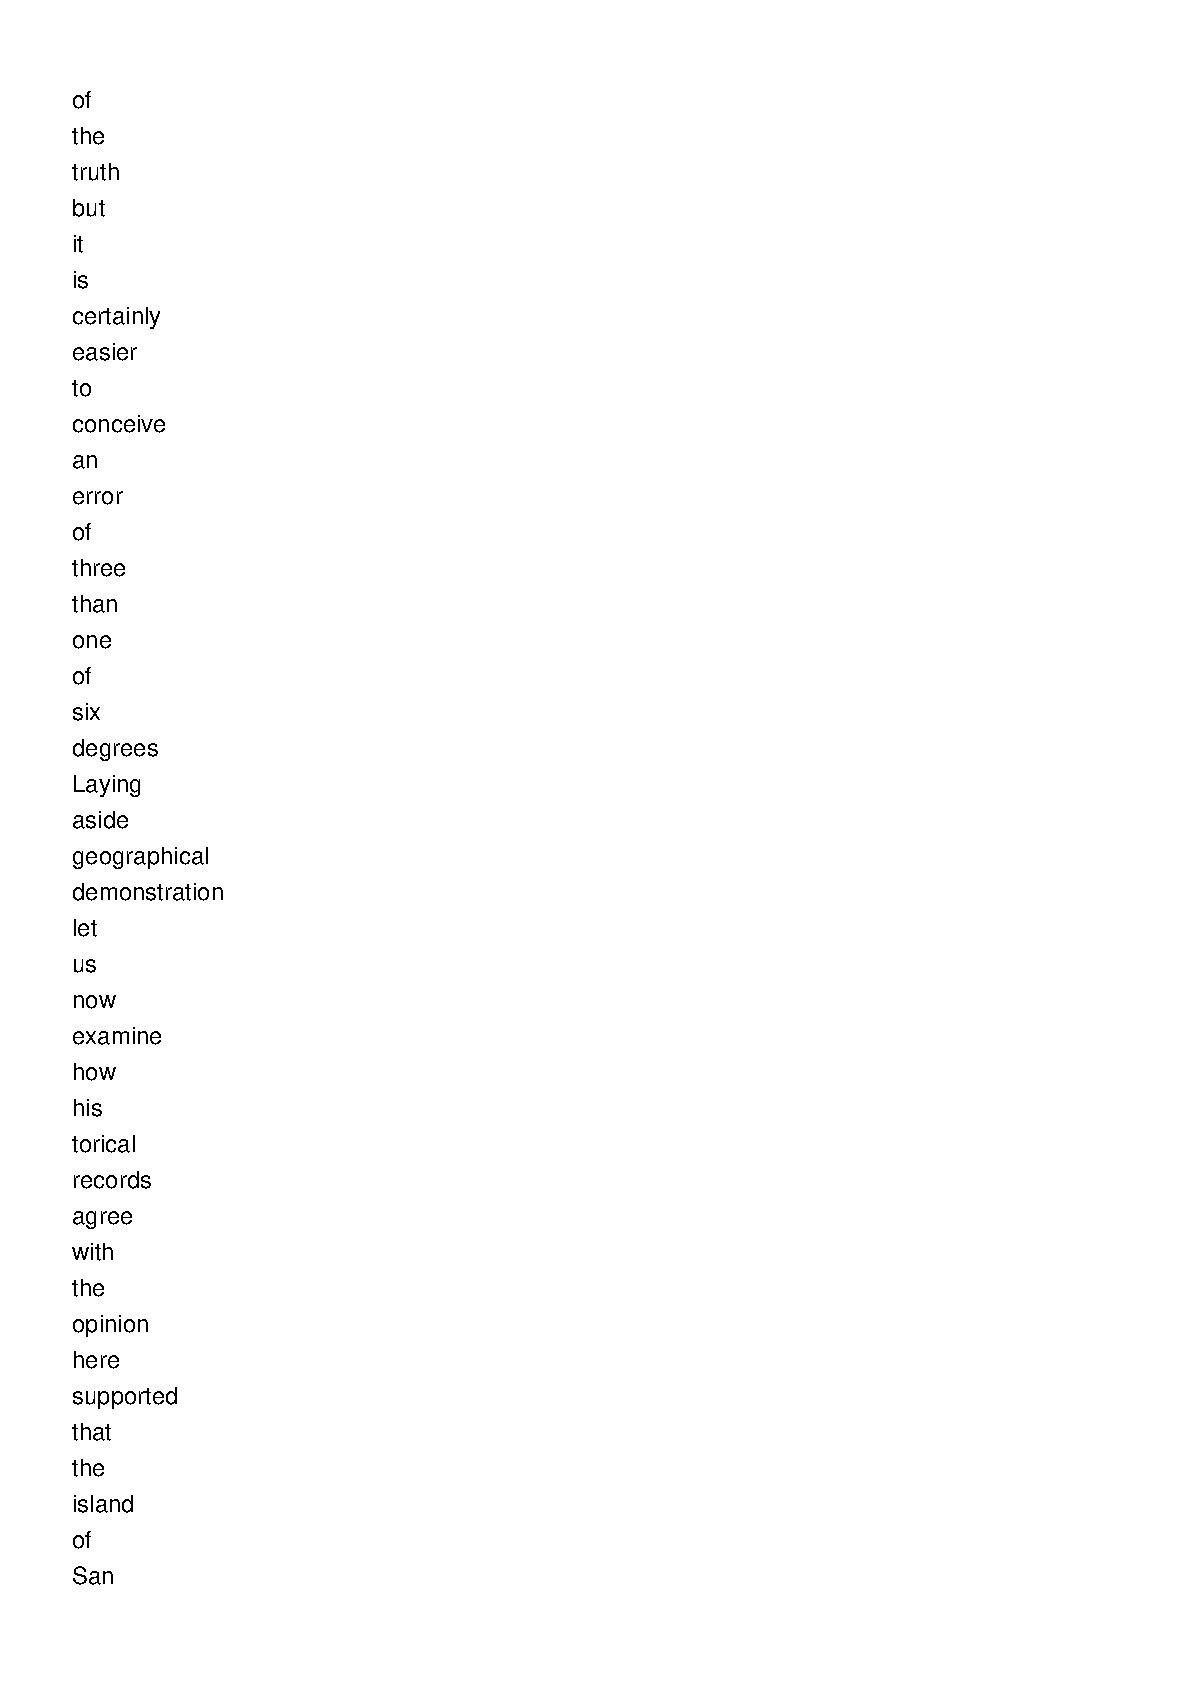 of
the
truth
but
it
is
certainly
easier
to
conceive
an
error
of
three
than
one
of
six
degrees
Laying
aside
geographical
demonstration
let
us
now
examine
how
his
torical
records
agree
with
the
opinion
here
supported
that
the
island
of
San